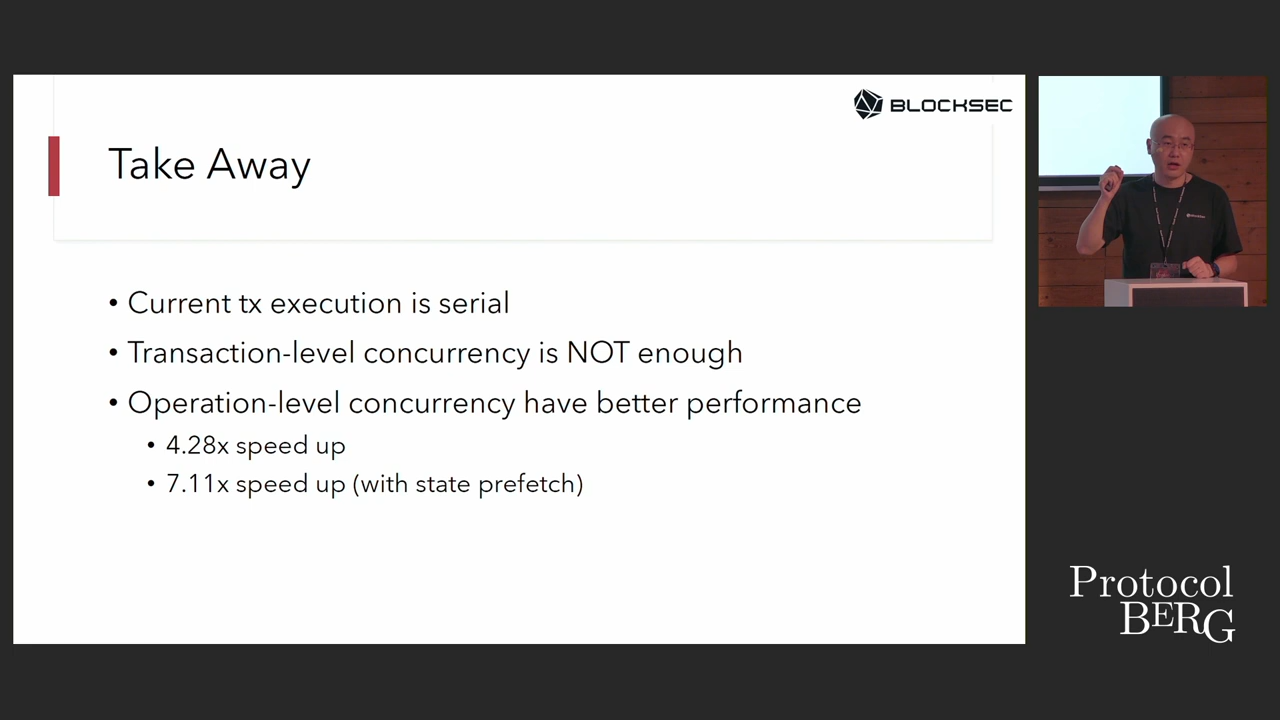 BLOCKSEC
Take Away
• Current tx execution is serial
• Transaction-level concurrency is NOT enough
• Operation-level concurrency have better performance
• 4.28x speed up
• 7.11x speed up (with state prefetch)
Protocol
BERG